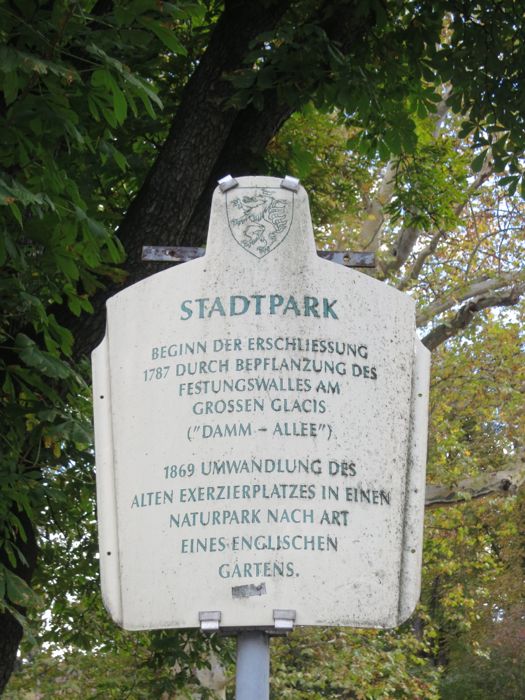 STADTPARK
BEGINN DER ERSCHLIESSUNG
1787 DURCH BEPFLANZUNG DES
FESTUNGSWALLES AM
GROSSEN GLACIS
("DAMM – ALLEE")
1869 UMWANDLUNG DES
ALTEN EXERZIERPLATZES IN EINEN
NATURPARK NACH ART
EINES ENGLISCHEN
GARTENS.